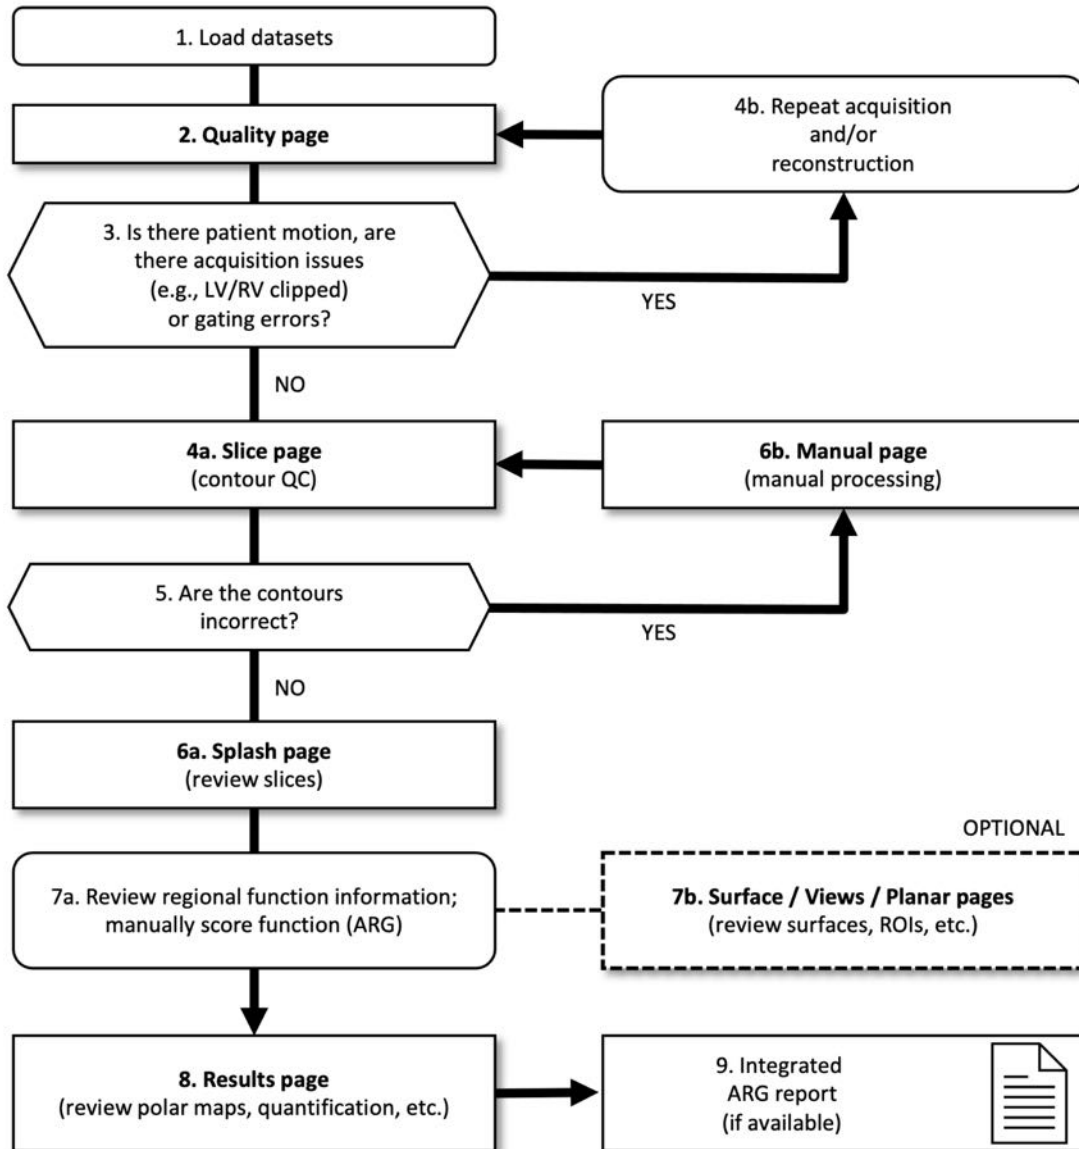 1. Load datasets
2. Quality page
4b. Repeat acquisition
and/or
reconstruction
3. Is there patient motion, are
there acquisition issues
(e.g., LV/RV clipped)
or gating errors?
YES
NO
4a. Slice page
(contour QC)
6b. Manual page
(manual processing)
5. Are the contours
incorrect?
YES
NO
6a. Splash page
(review slices)
OPTIONAL
7a. Review regional function information;
manually score function (ARG)
7b. Surface / Views / Planar pages
(review surfaces, ROIs, etc.)
8. Results page
(review polar maps, quantification, etc.)
9. Integrated
ARG report
(if available)